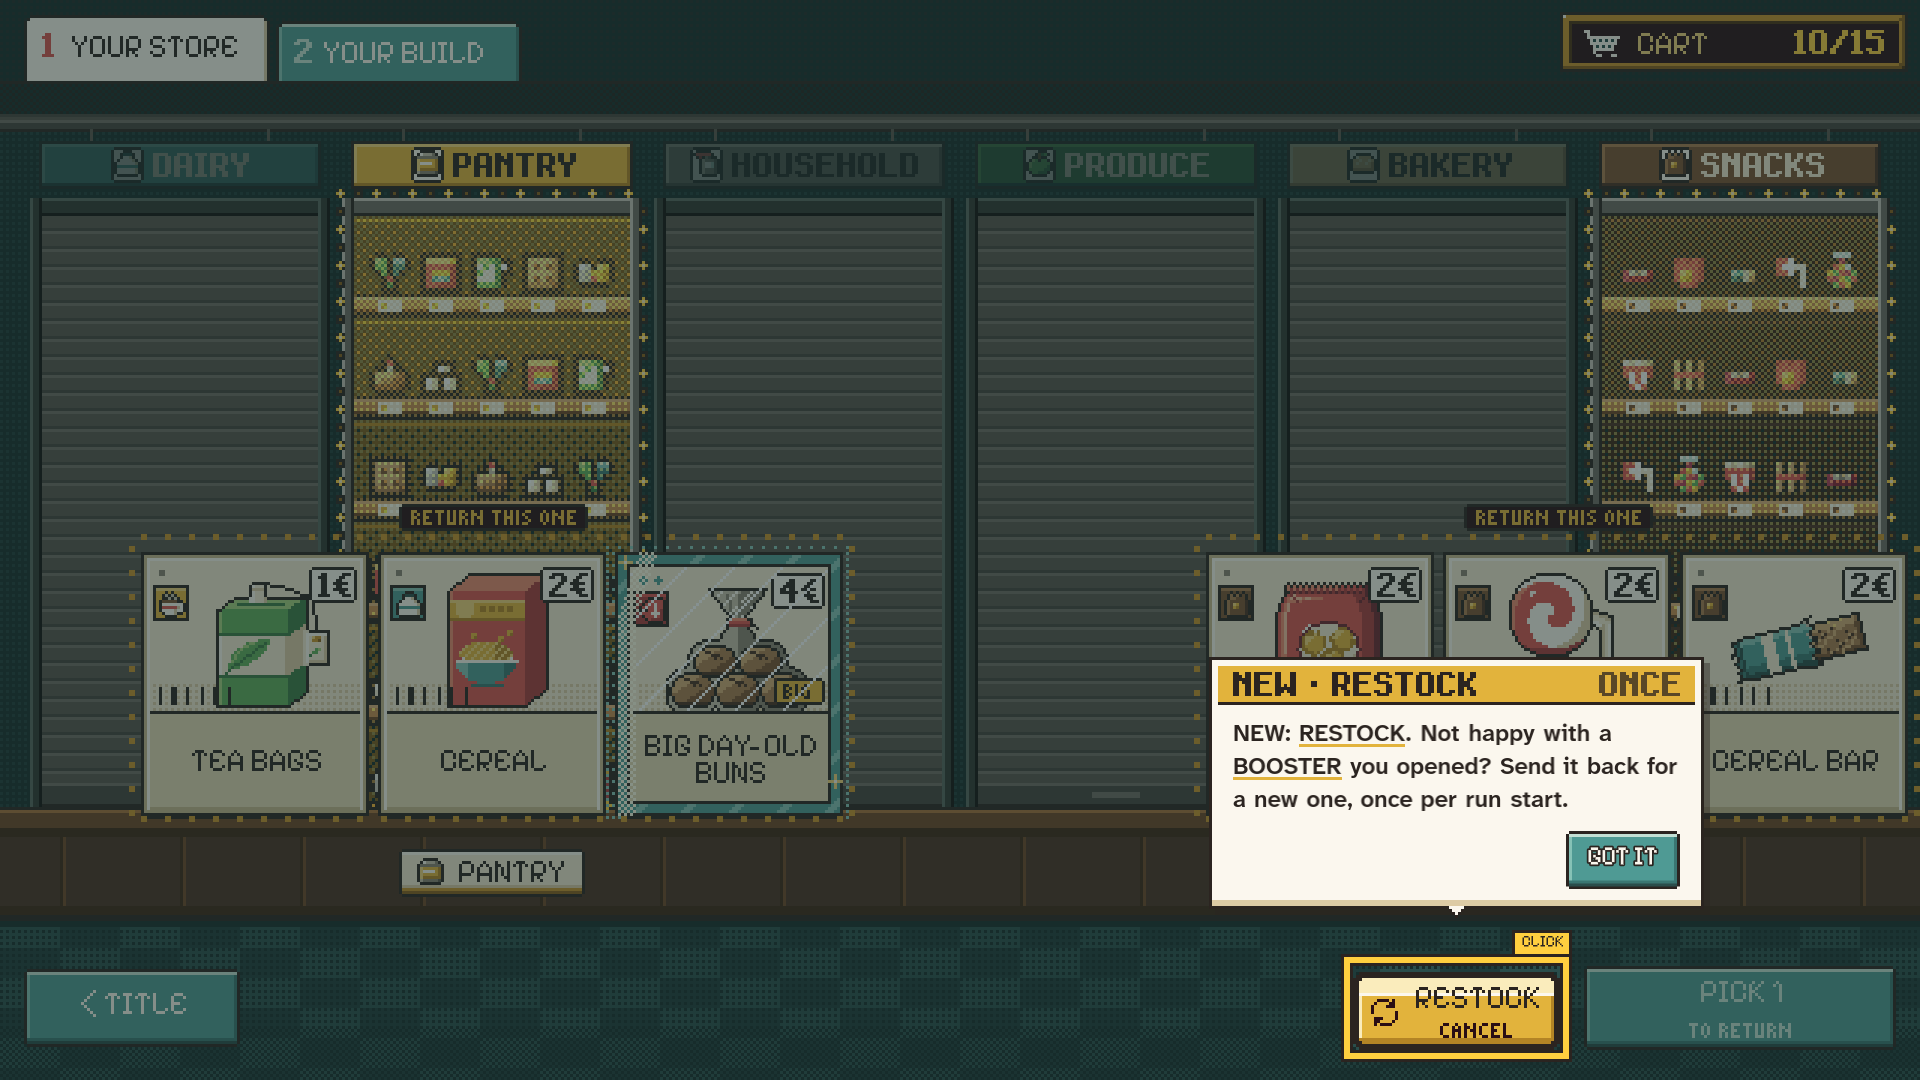 1 YOUR STORE
2 YOUR BUILD
CART 10/15
DAIRY
PANTRY
HOUSEHOLD
PRODUCE
BAKERY
SNACKS
RETURN THIS ONE
RETURN THIS ONE
1€
2€
4€
2€
2€
2€
BIG
TEA BAGS
CEREAL
BIG DAY-OLD
BUNS
CEREAL BAR
NEW · RESTOCK ONCE
NEW: RESTOCK. Not happy with a
BOOSTER you opened? Send it back for
a new one, once per run start.
GOT IT
PANTRY
CLICK
< TITLE
RESTOCK
CANCEL
PICK 1
TO RETURN